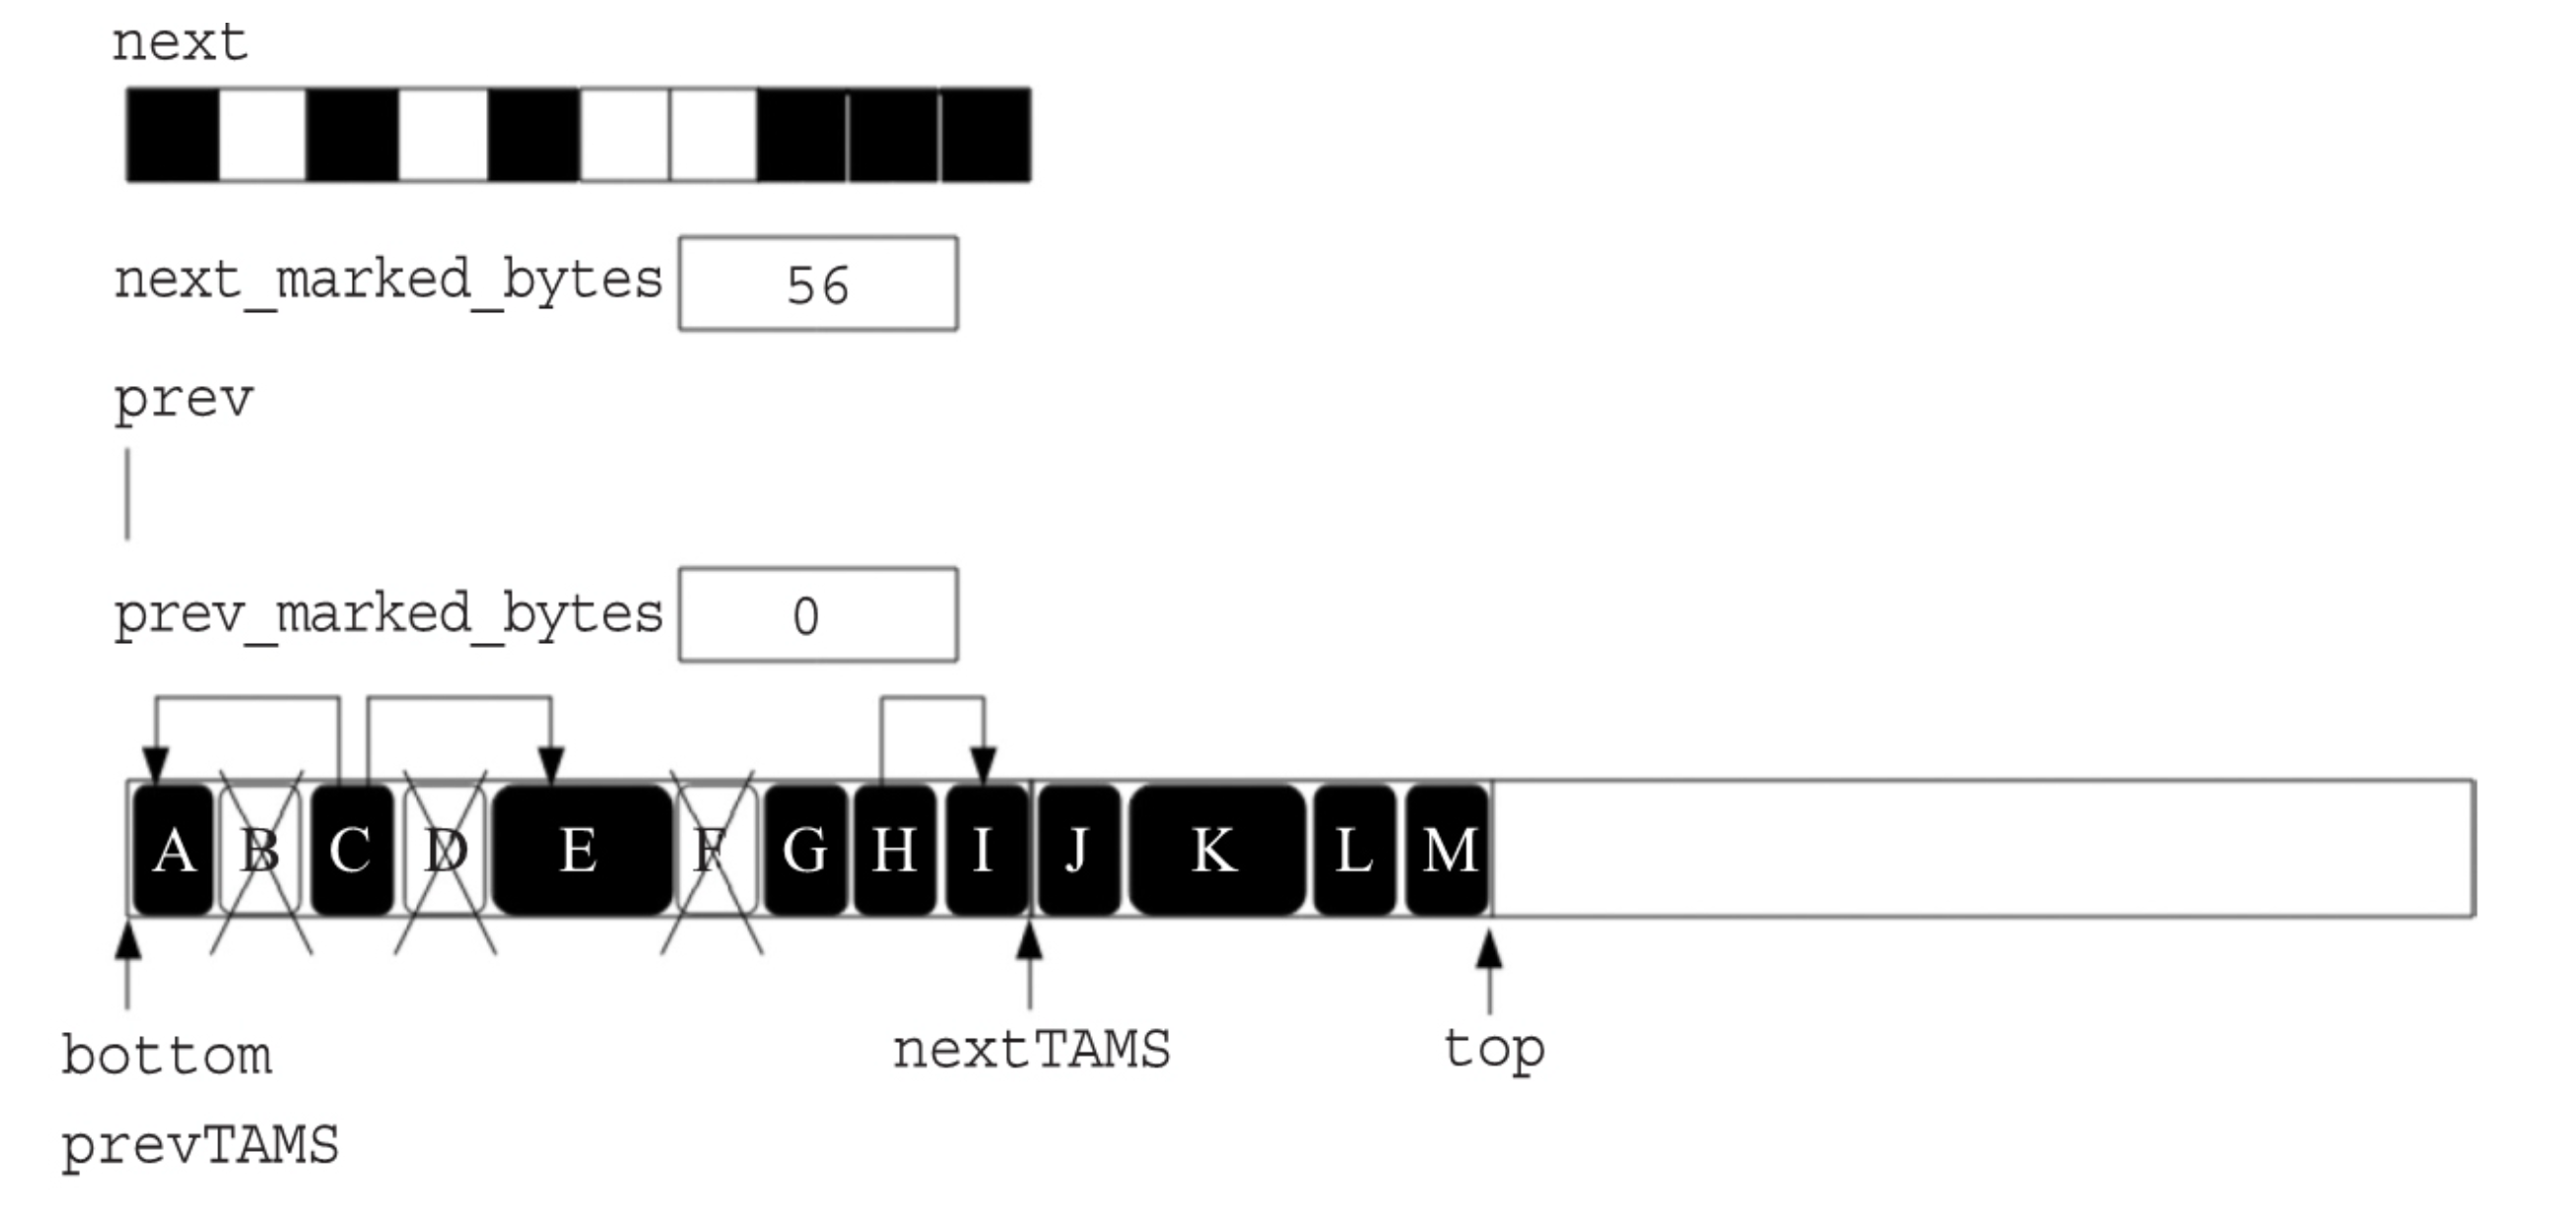 next
next_marked_bytes 56
prev
prev_marked_bytes 0
A B C D E F G H I J K L M
bottom nextTAMS top
prevTAMS